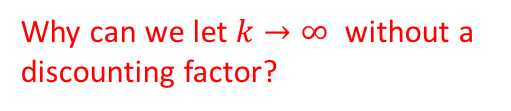 Why can we let k → ∞ without a
discounting factor?